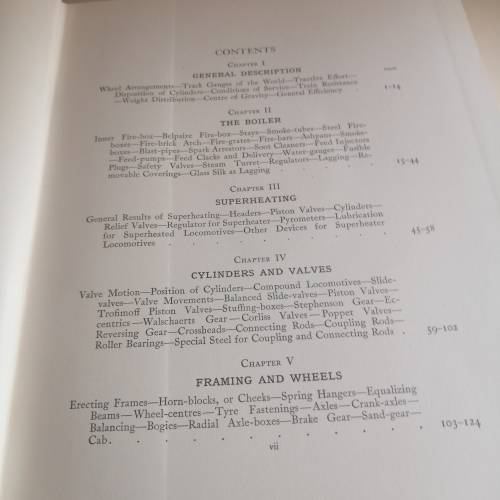 CONTENTS
CHAPTER I
GENERAL DESCRIPTION
PAGE
Wheel Arrangements—Track Gauges of the World—Tractive Effort—
Disposition of Cylinders—Conditions of Service—Train Resistance
—Weight Distribution—Centre of Gravity—General Efficiency . 1-14
CHAPTER II
THE BOILER
Inner Fire-box—Belpaire Fire-box—Stays—Smoke-tubes—Steel Fire-
boxes—Fire-brick Arch—Fire-grates—Fire-bars—Ashpans—Smoke-
boxes—Blast-pipes—Spark Arrestors—Soot Cleaners—Feed Injectors
—Feed-pumps—Feed Clacks and Delivery—Water-gauges—Fusible
Plugs—Safety Valves—Steam Turret—Regulators—Lagging—Re-
movable Coverings—Glass Silk as Lagging . . . . 15-44
CHAPTER III
SUPERHEATING
General Results of Superheating—Headers—Piston Valves—Cylinders—
Relief Valves—Regulator for Superheater—Pyrometers—Lubrication
for Superheated Locomotives—Other Devices for Superheater
Locomotives . . . . . . . . 45-58
CHAPTER IV
CYLINDERS AND VALVES
Valve Motion—Position of Cylinders—Compound Locomotives—Slide-
valves—Valve Movements—Balanced Slide-valves—Piston Valves—
Trofimoff Piston Valves—Stuffing-boxes—Stephenson Gear—Ec-
centrics—Walschaerts Gear—Corliss Valves—Poppet Valves—
Reversing Gear—Crossheads—Connecting Rods—Coupling Rods—
Roller Bearings—Special Steel for Coupling and Connecting Rods . 59-102
CHAPTER V
FRAMING AND WHEELS
Erecting Frames—Horn-blocks, or Cheeks—Spring Hangers—Equalizing
Beams—Wheel-centres—Tyre Fastenings—Axles—Crank-axles—
Balancing—Bogies—Radial Axle-boxes—Brake Gear—Sand-gear—
Cab. . . . . . . . . . 103-124
vii